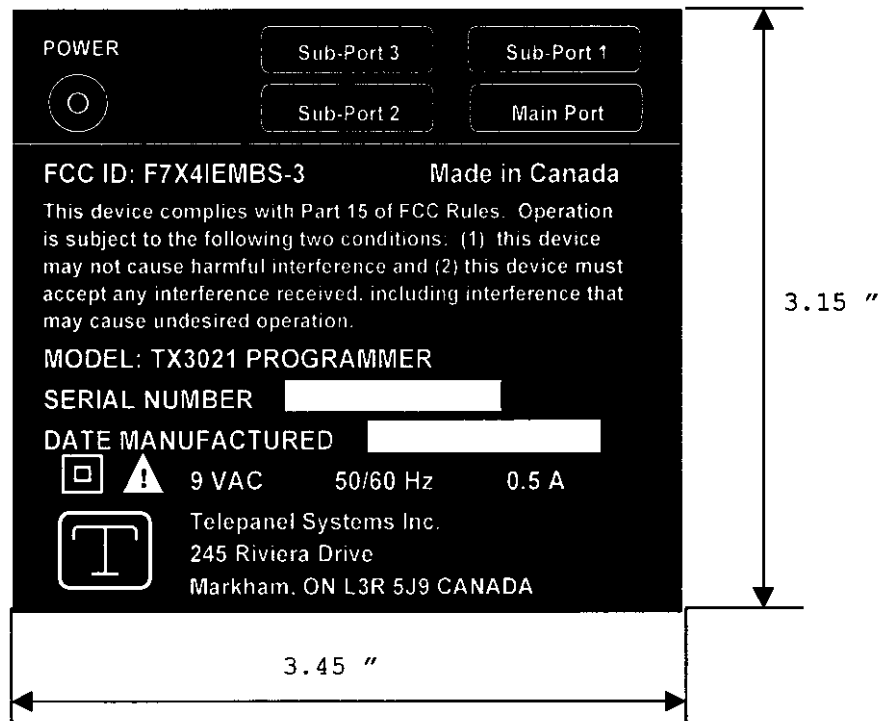 POWER
Sub-Port 3
Sub-Port 1
Sub-Port 2
Main Port
FCC ID: F7X4IEMBS-3 Made in Canada
This device complies with Part 15 of FCC Rules. Operation
is subject to the following two conditions: (1) this device
may not cause harmful interference and (2) this device must
accept any interference received, including interference that
may cause undesired operation.
MODEL: TX3021 PROGRAMMER
SERIAL NUMBER
DATE MANUFACTURED
9 VAC 50/60 Hz 0.5 A
Telepanel Systems Inc.
245 Riviera Drive
Markham, ON L3R 5J9 CANADA
3.15 "
3.45 "